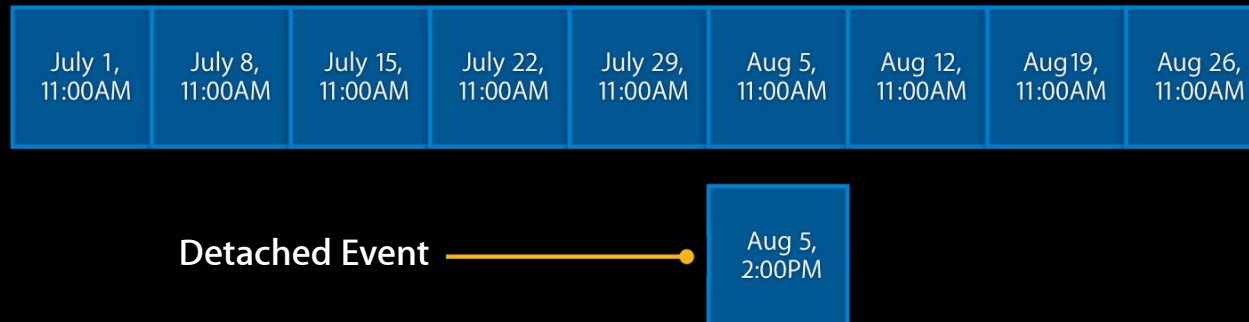 July 1,
11:00AM
July 8,
11:00AM
July 15,
11:00AM
July 22,
11:00AM
July 29,
11:00AM
Aug 5,
11:00AM
Aug 12,
11:00AM
Aug19,
11:00AM
Aug 26,
11:00AM
Detached Event
Aug 5,
2:00PM